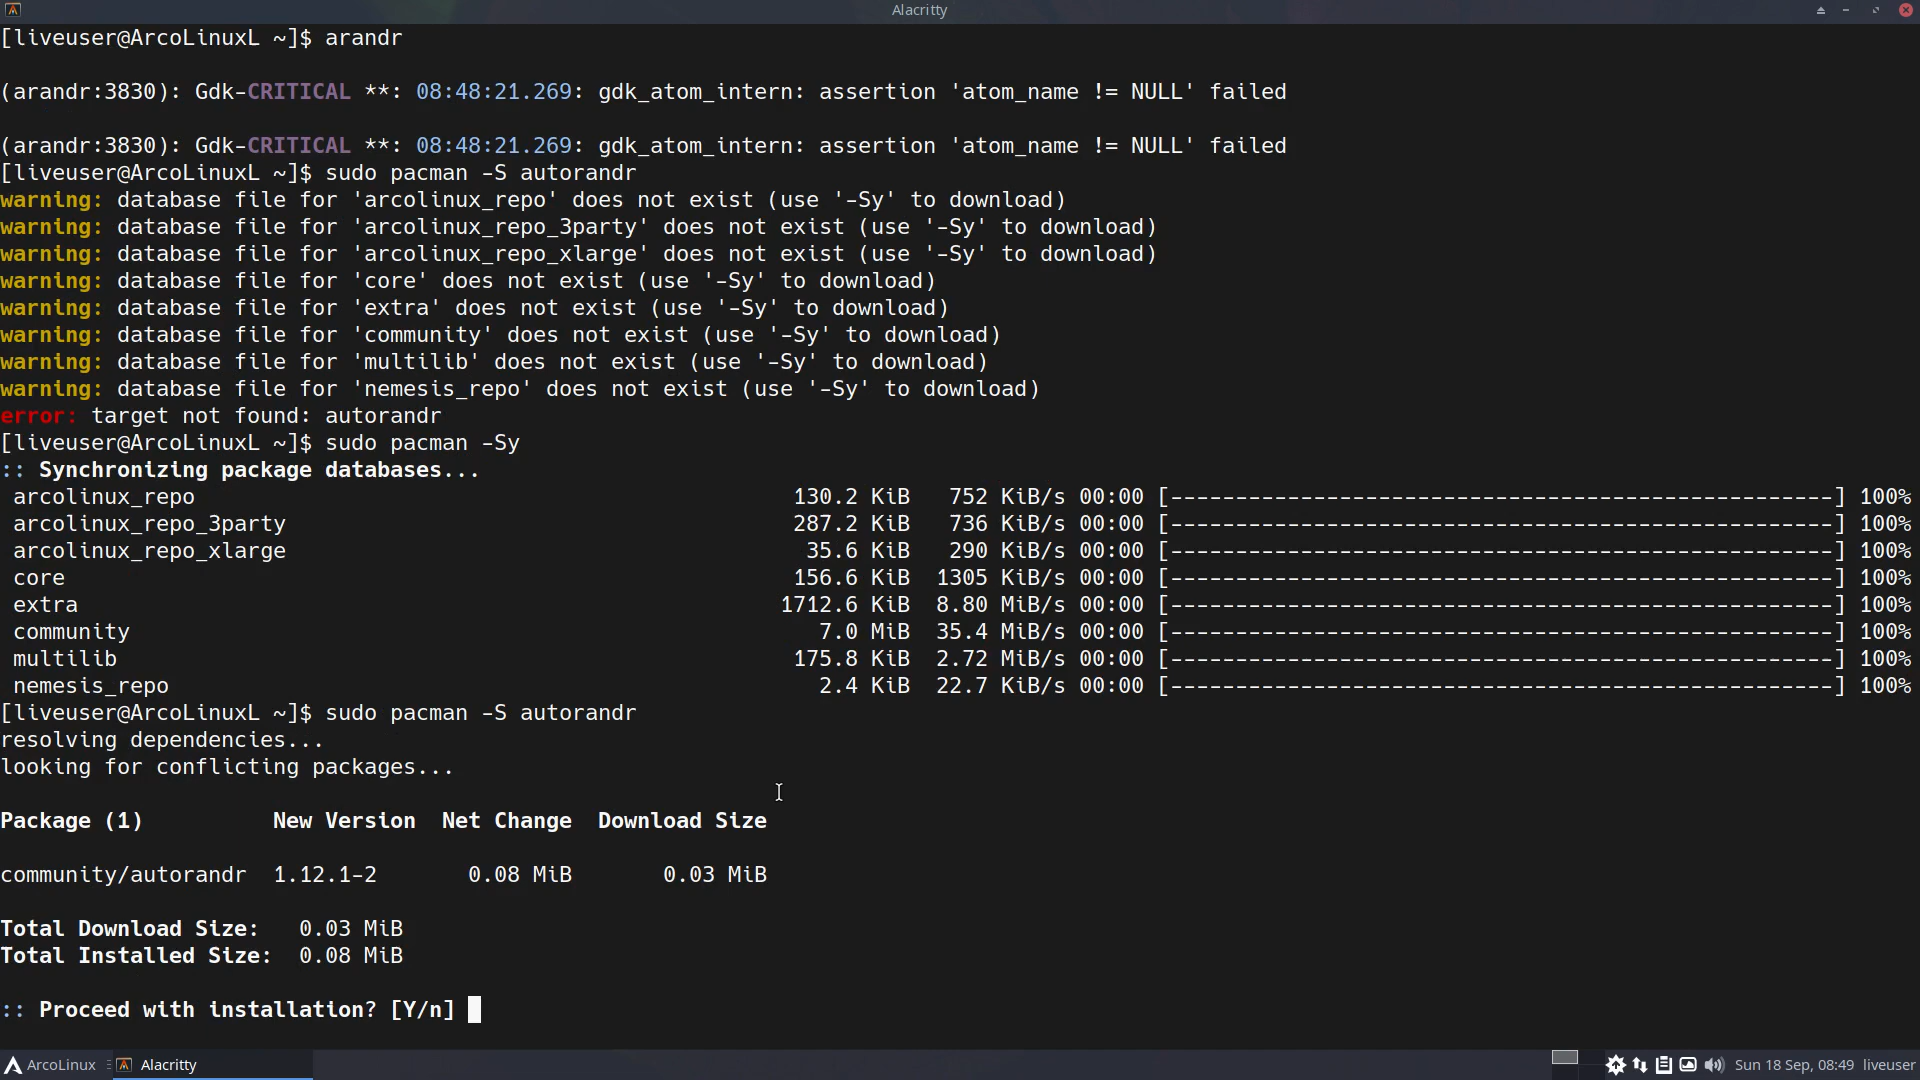 Alacritty
[liveuser@ArcoLinuxL ~]$ arandr
(arandr:3830): Gdk-CRITICAL **: 08:48:21.269: gdk_atom_intern: assertion 'atom_name != NULL' failed
(arandr:3830): Gdk-CRITICAL **: 08:48:21.269: gdk_atom_intern: assertion 'atom_name != NULL' failed
[liveuser@ArcoLinuxL ~]$ sudo pacman -S autorandr
warning: database file for 'arcolinux_repo' does not exist (use '-Sy' to download)
warning: database file for 'arcolinux_repo_3party' does not exist (use '-Sy' to download)
warning: database file for 'arcolinux_repo_xlarge' does not exist (use '-Sy' to download)
warning: database file for 'core' does not exist (use '-Sy' to download)
warning: database file for 'extra' does not exist (use '-Sy' to download)
warning: database file for 'community' does not exist (use '-Sy' to download)
warning: database file for 'multilib' does not exist (use '-Sy' to download)
warning: database file for 'nemesis_repo' does not exist (use '-Sy' to download)
error: target not found: autorandr
[liveuser@ArcoLinuxL ~]$ sudo pacman -Sy
:: Synchronizing package databases...
arcolinux_repo 130.2 KiB 752 KiB/s 00:00 [---------------------------------------------------] 100%
arcolinux_repo_3party 287.2 KiB 736 KiB/s 00:00 [---------------------------------------------------] 100%
arcolinux_repo_xlarge 35.6 KiB 290 KiB/s 00:00 [---------------------------------------------------] 100%
core 156.6 KiB 1305 KiB/s 00:00 [---------------------------------------------------] 100%
extra 1712.6 KiB 8.80 MiB/s 00:00 [---------------------------------------------------] 100%
community 7.0 MiB 35.4 MiB/s 00:00 [---------------------------------------------------] 100%
multilib 175.8 KiB 2.72 MiB/s 00:00 [---------------------------------------------------] 100%
nemesis_repo 2.4 KiB 22.7 KiB/s 00:00 [---------------------------------------------------] 100%
[liveuser@ArcoLinuxL ~]$ sudo pacman -S autorandr
resolving dependencies...
looking for conflicting packages...
Package (1) New Version Net Change Download Size
community/autorandr 1.12.1-2 0.08 MiB 0.03 MiB
Total Download Size: 0.03 MiB
Total Installed Size: 0.08 MiB
:: Proceed with installation? [Y/n]
ArcoLinux Alacritty Sun 18 Sep, 08:49 liveuser